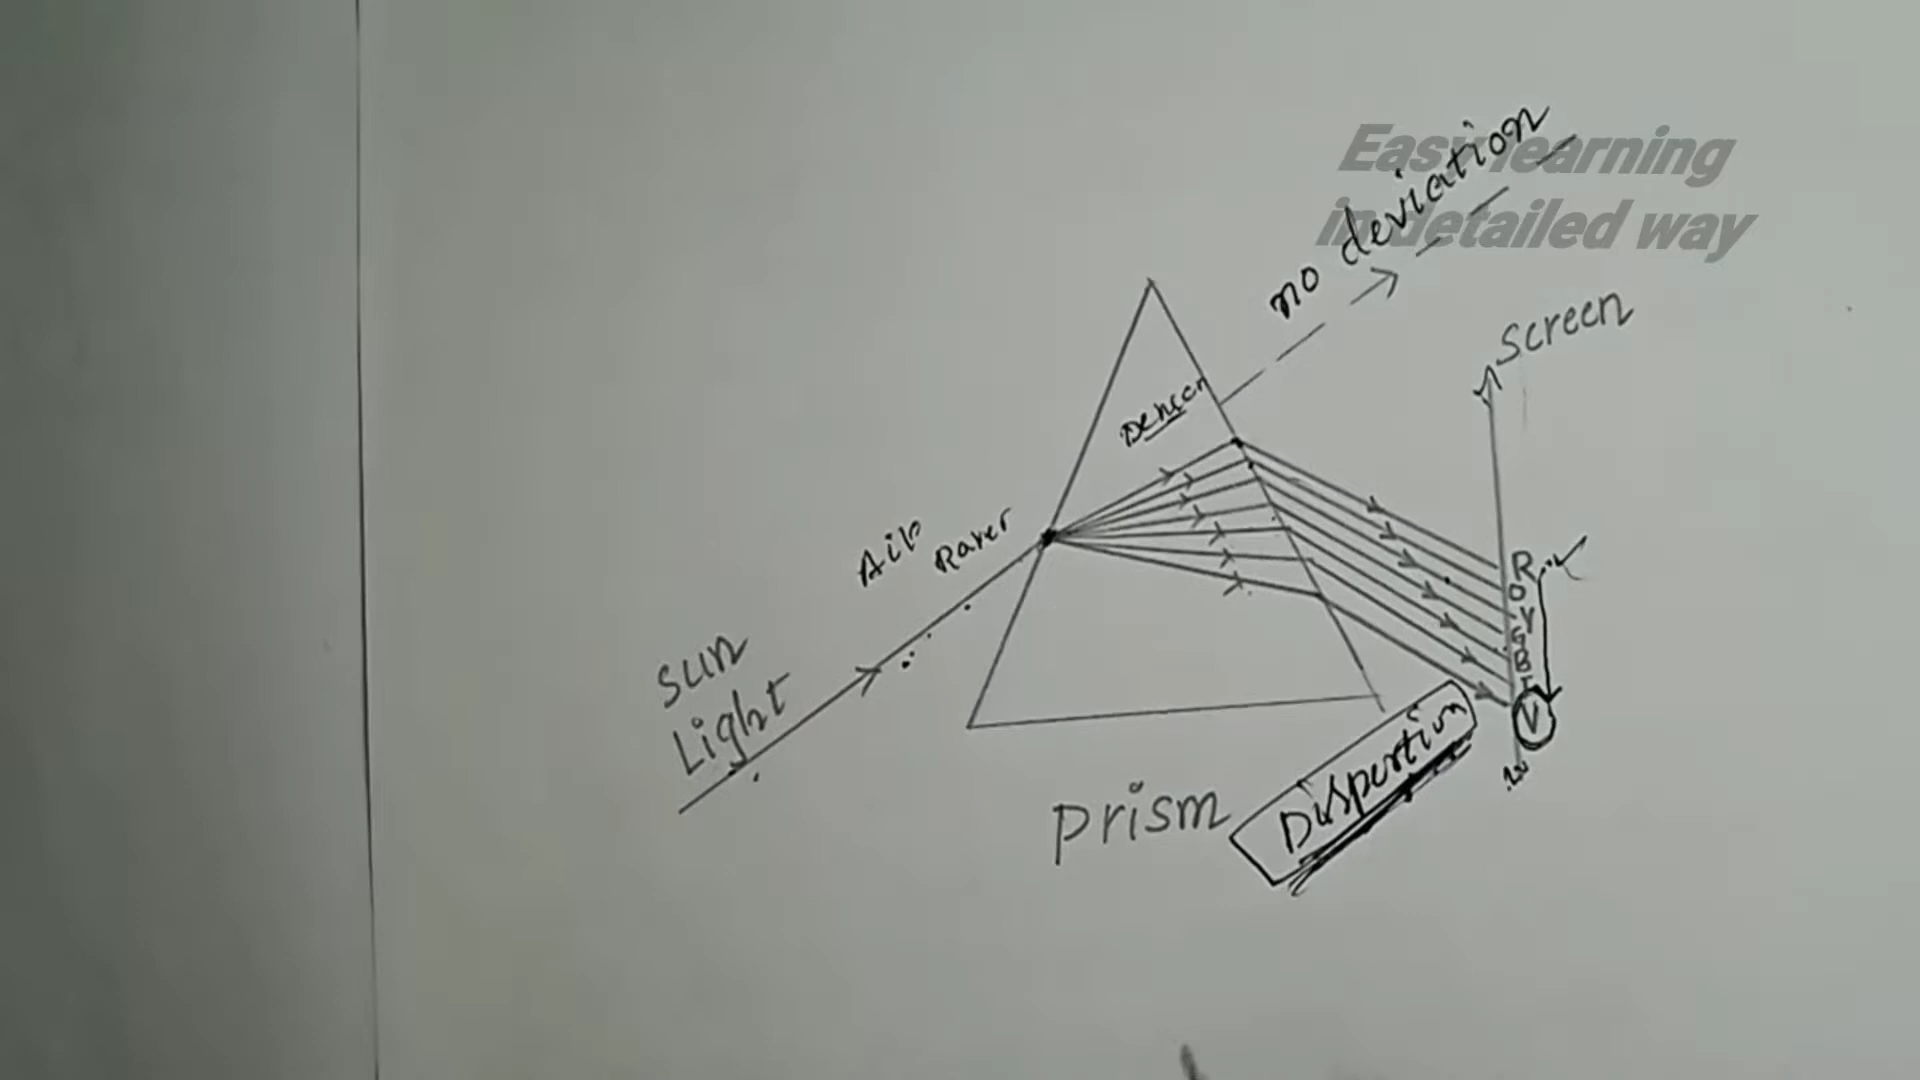 Easy learning
in detailed way
no deviation
Screen
Denser
Air
Rarer
Sun
Light
R
O
Y
G
B
I
V
Prism
Dispertion